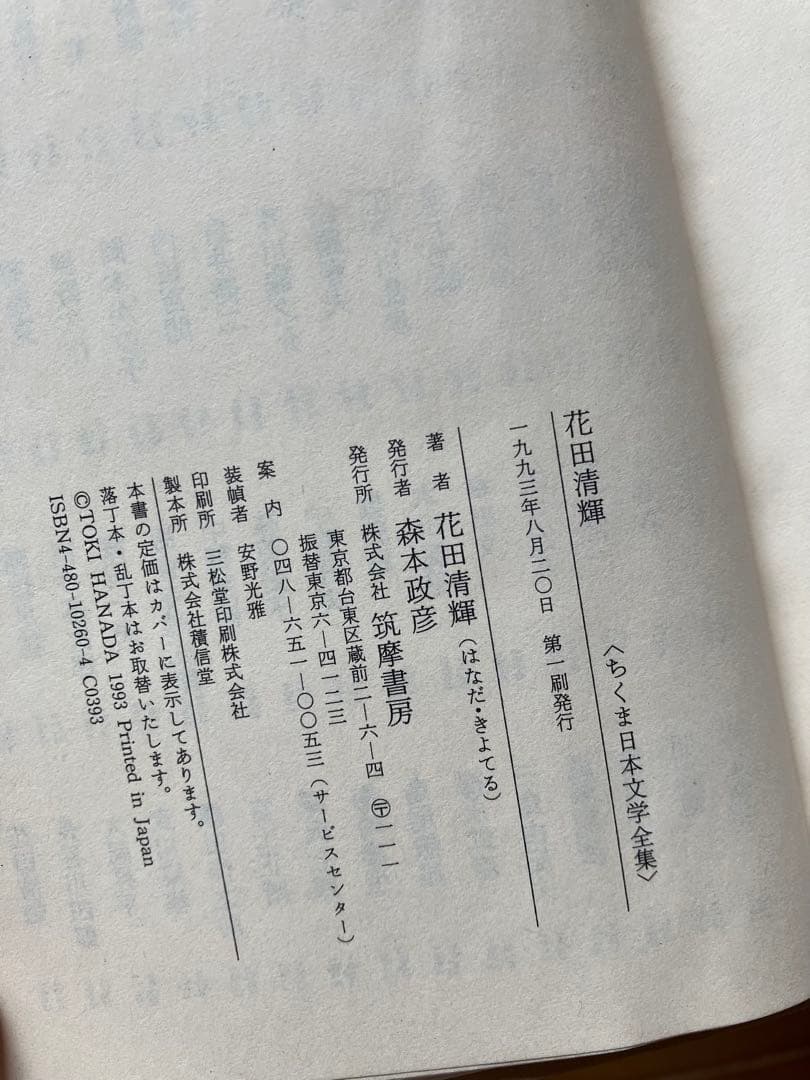 花田清輝　〈ちくま日本文学全集〉
一九九三年八月二〇日　第一刷発行
著者　花田清輝（はなだ・きよてる）
発行者　森本政彦
発行所　株式会社　筑摩書房
東京都台東区蔵前二―六―四　〒一一一
振替東京六―四一二三
案内　〇四八―六五一―〇〇五三（サービスセンター）
装幀者　安野光雅
印刷所　三松堂印刷株式会社
製本所　株式会社積信堂
本書の定価はカバーに表示してあります。
落丁本・乱丁本はお取替いたします。
©TOKI HANADA 1993 Printed in Japan
ISBN4-480-10260-4 C0393